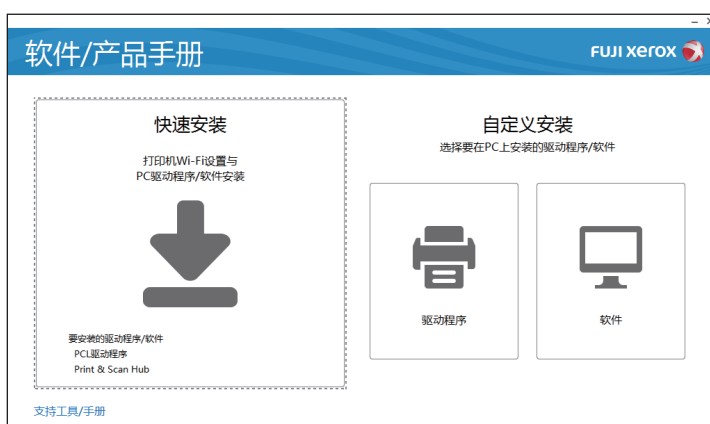 软件/产品手册
FUJI xerox
快速安装
打印机Wi-Fi设置与
PC驱动程序/软件安装
要安装的驱动程序/软件
PCL驱动程序
Print & Scan Hub
自定义安装
选择要在PC上安装的驱动程序/软件
驱动程序
软件
支持工具/手册